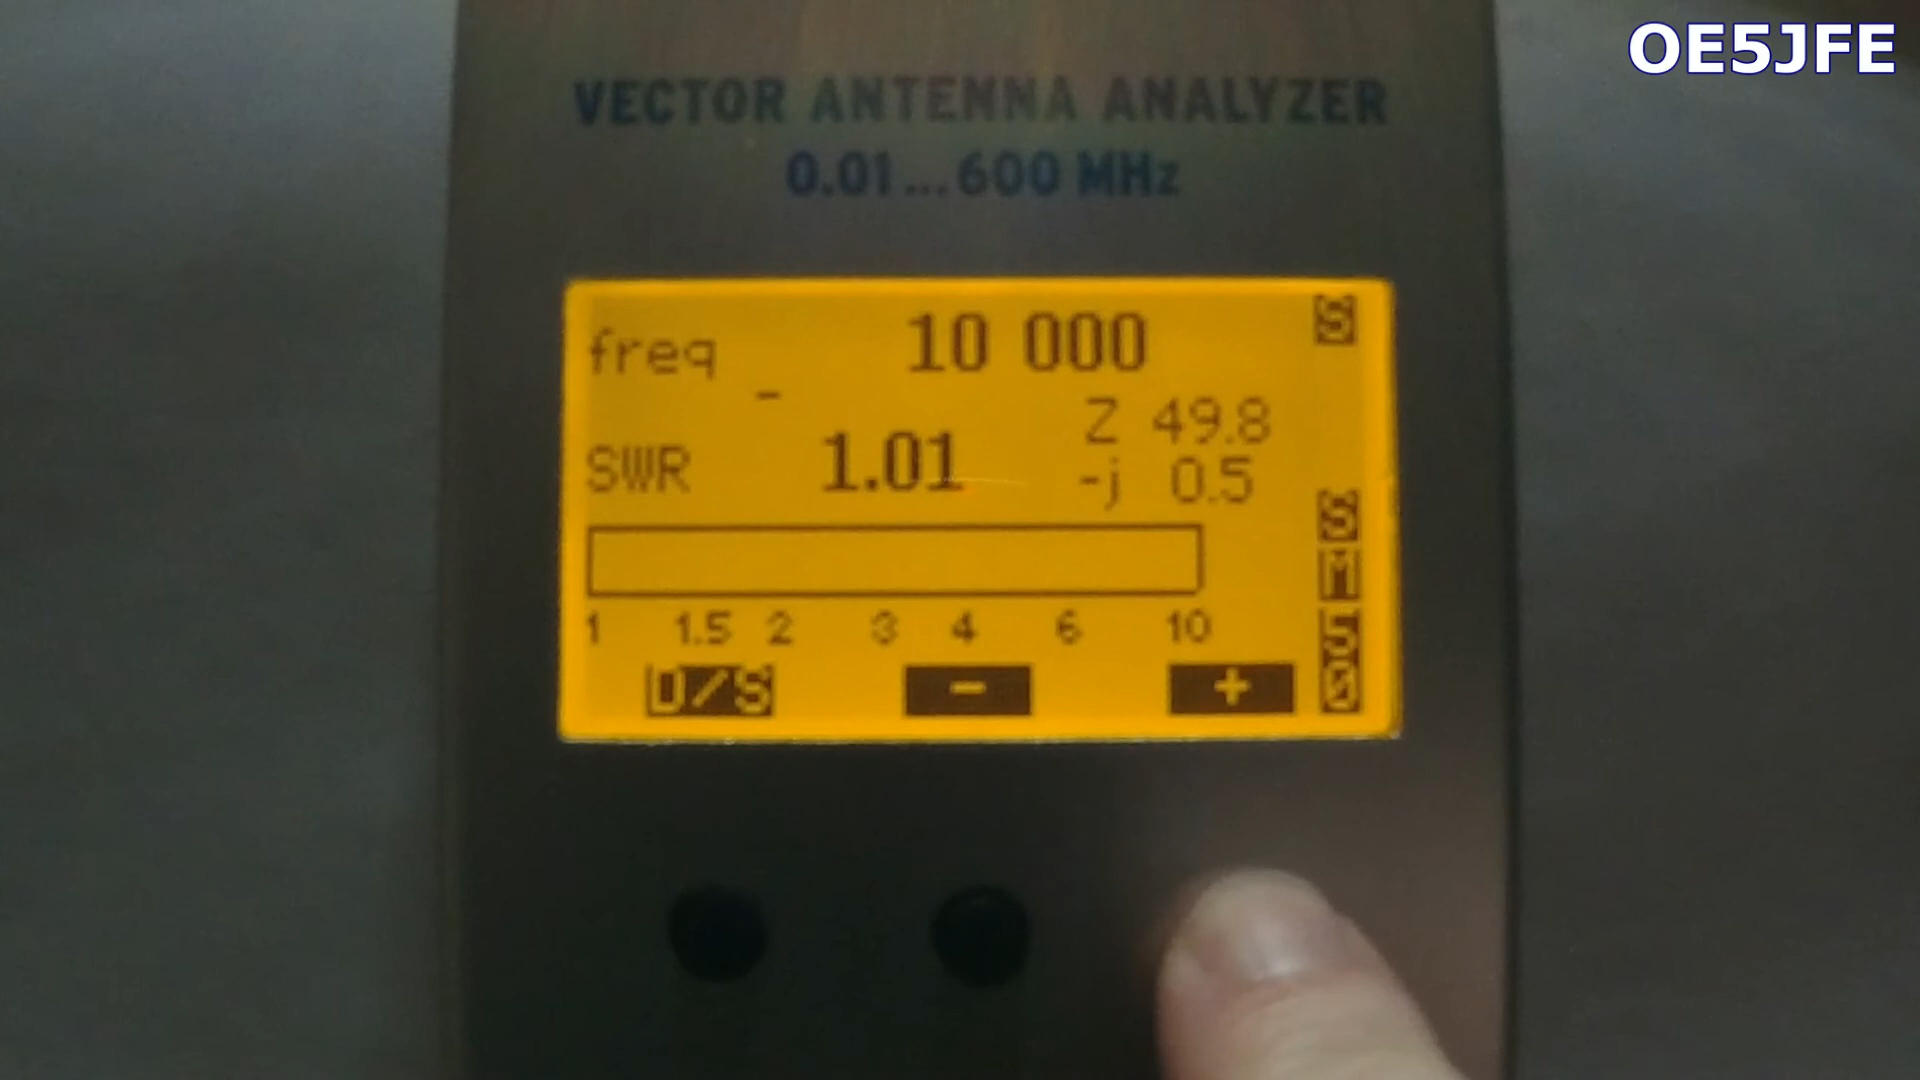 OE5JFE
VECTOR ANTENNA ANALYZER
0.01...600 MHz
freq 10 000 S
-
Z 49.8
SWR 1.01 -j 0.5
S
M
50
1 1.5 2 3 4 6 10
D/S - +